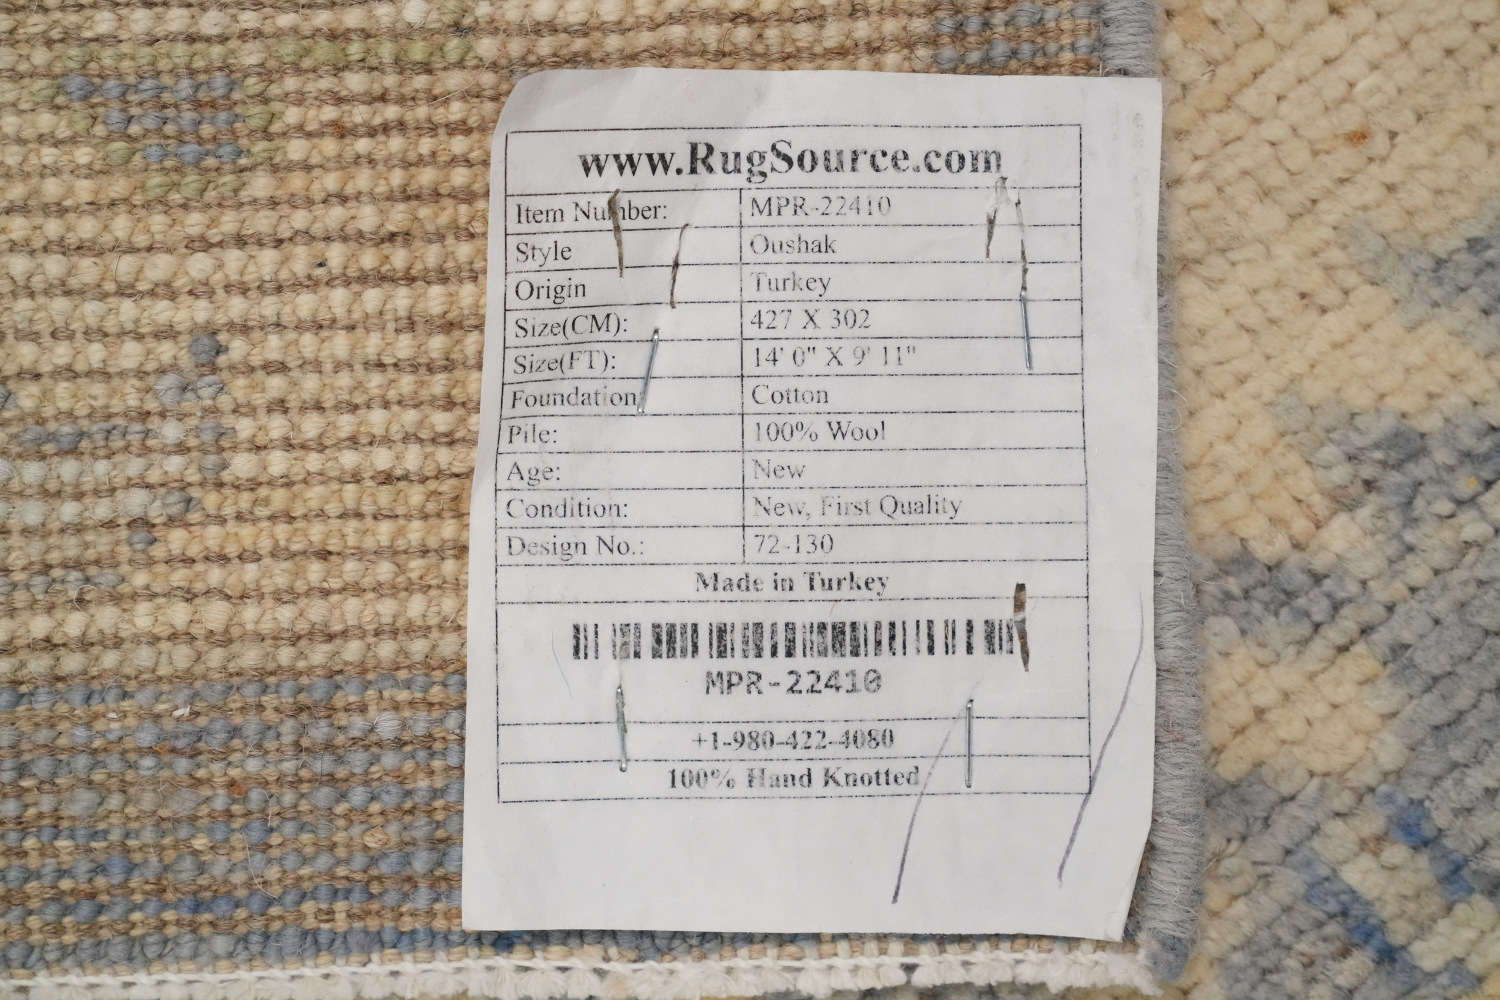 www.RugSource.com
Item Number: MPR-22410
Style Oushak
Origin Turkey
Size(CM): 427 X 302
Size(FT): 14' 0" X 9' 11"
Foundation Cotton
Pile: 100% Wool
Age: New
Condition: New, First Quality
Design No.: 72-130
Made in Turkey
MPR-22410
+1-980-422-4080
100% Hand Knotted